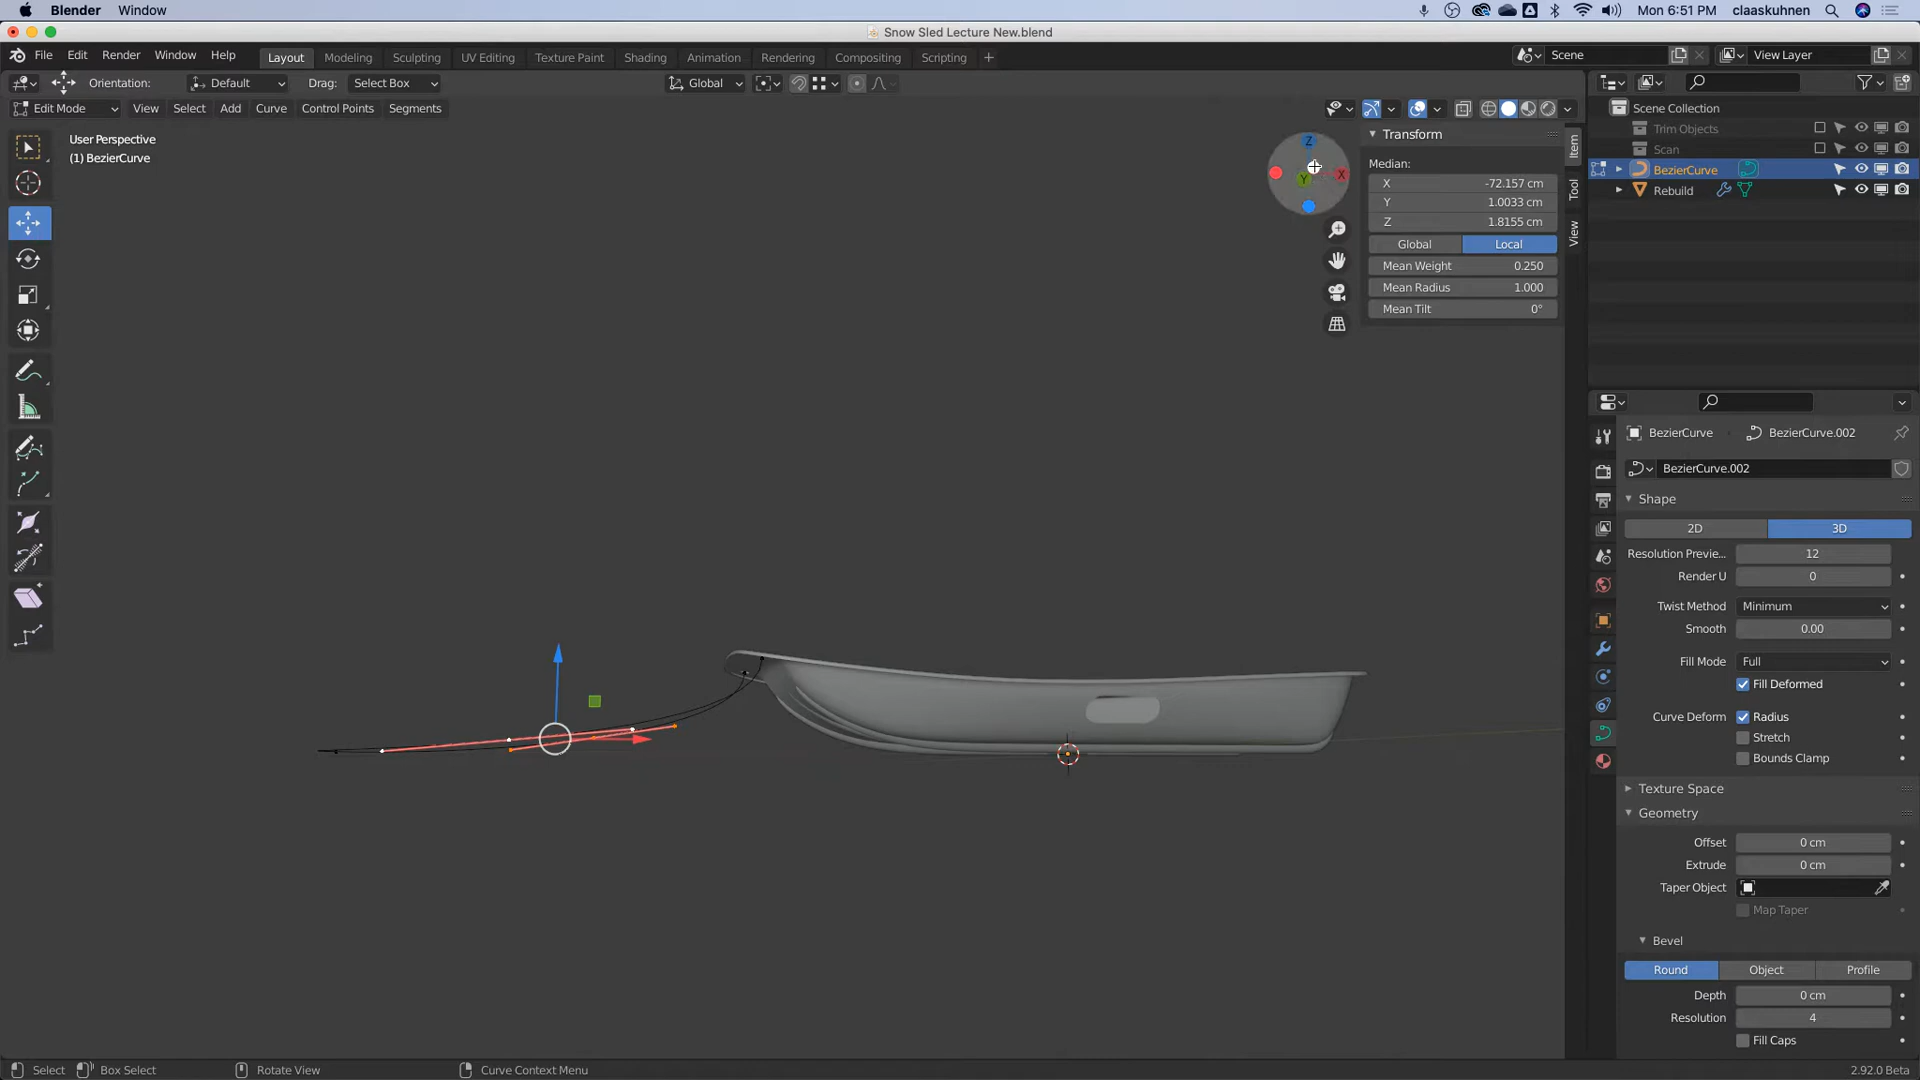 Blender Window Mon 6:51 PM claaskuhnen
Snow Sled Lecture New.blend
File Edit Render Window Help Layout Modeling Sculpting UV Editing Texture Paint Shading Animation Rendering Compositing Scripting + Scene View Layer
Orientation: Default Drag: Select Box Global
Edit Mode View Select Add Curve Control Points Segments
User Perspective
(1) BezierCurve
Z
X
Y
Transform
Median:
X -72.157 cm
Y 1.0033 cm
Z 1.8155 cm
Global Local
Mean Weight 0.250
Mean Radius 1.000
Mean Tilt 0°
Item
Tool
View
Scene Collection
Trim Objects
Scan
BezierCurve
Rebuild
BezierCurve BezierCurve.002
BezierCurve.002
Shape
2D 3D
Resolution Previe... 12
Render U 0
Twist Method Minimum
Smooth 0.00
Fill Mode Full
Fill Deformed
Curve Deform Radius
Stretch
Bounds Clamp
Texture Space
Geometry
Offset 0 cm
Extrude 0 cm
Taper Object
Map Taper
Bevel
Round Object Profile
Depth 0 cm
Resolution 4
Fill Caps
Select Box Select Rotate View Curve Context Menu 2.92.0 Beta